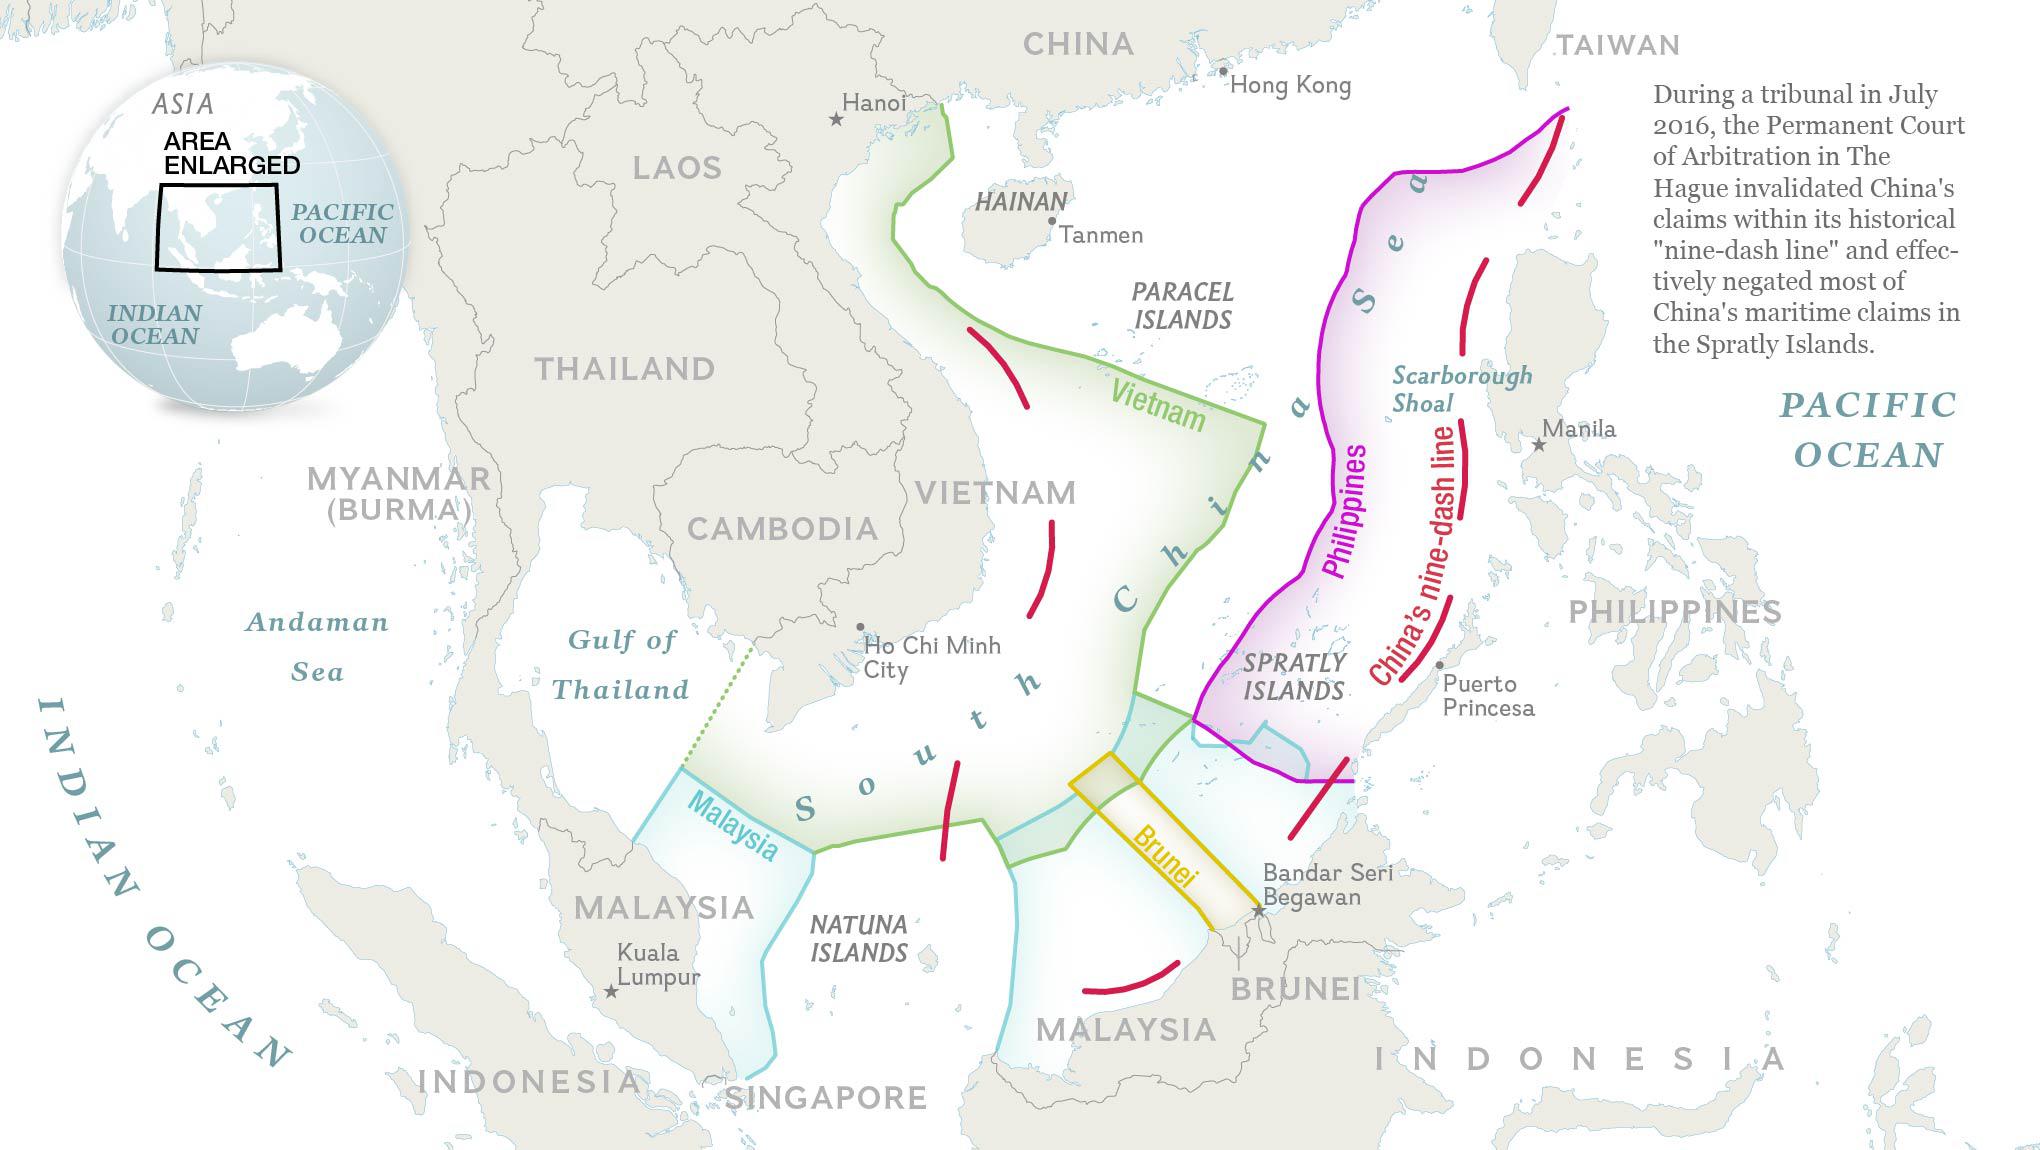 ASIA
AREA
ENLARGED
PACIFIC
OCEAN
INDIAN
OCEAN
CHINA
TAIWAN
Hong Kong
Hanoi
LAOS
HAINAN
Tanmen
PARACEL
ISLANDS
During a tribunal in July
2016, the Permanent Court
of Arbitration in The
Hague invalidated China's
claims within its historical
"nine-dash line" and effec-
tively negated most of
China's maritime claims in
the Spratly Islands.
PACIFIC
OCEAN
THAILAND
Vietnam
Scarborough
Shoal
Manila
MYANMAR
(BURMA)
VIETNAM
CAMBODIA
Philippines
China's nine-dash line
PHILIPPINES
Andaman
Sea
Gulf of
Thailand
Ho Chi Minh
City
South China Sea
SPRATLY
ISLANDS
Puerto
Princesa
INDIAN OCEAN
Malaysia
Brunei
Bandar Seri
Begawan
MALAYSIA
Kuala
Lumpur
NATUNA
ISLANDS
BRUNEI
MALAYSIA
INDONESIA
INDONESIA
SINGAPORE